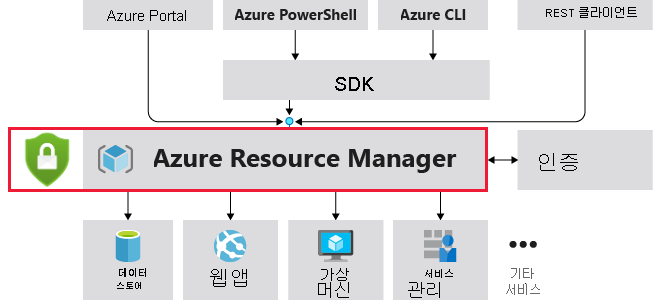 Azure Portal
Azure PowerShell
Azure CLI
REST 클라이언트
SDK
Azure Resource Manager
인증
데이터
스토어
웹 앱
가상
머신
서비스
관리
기타
서비스